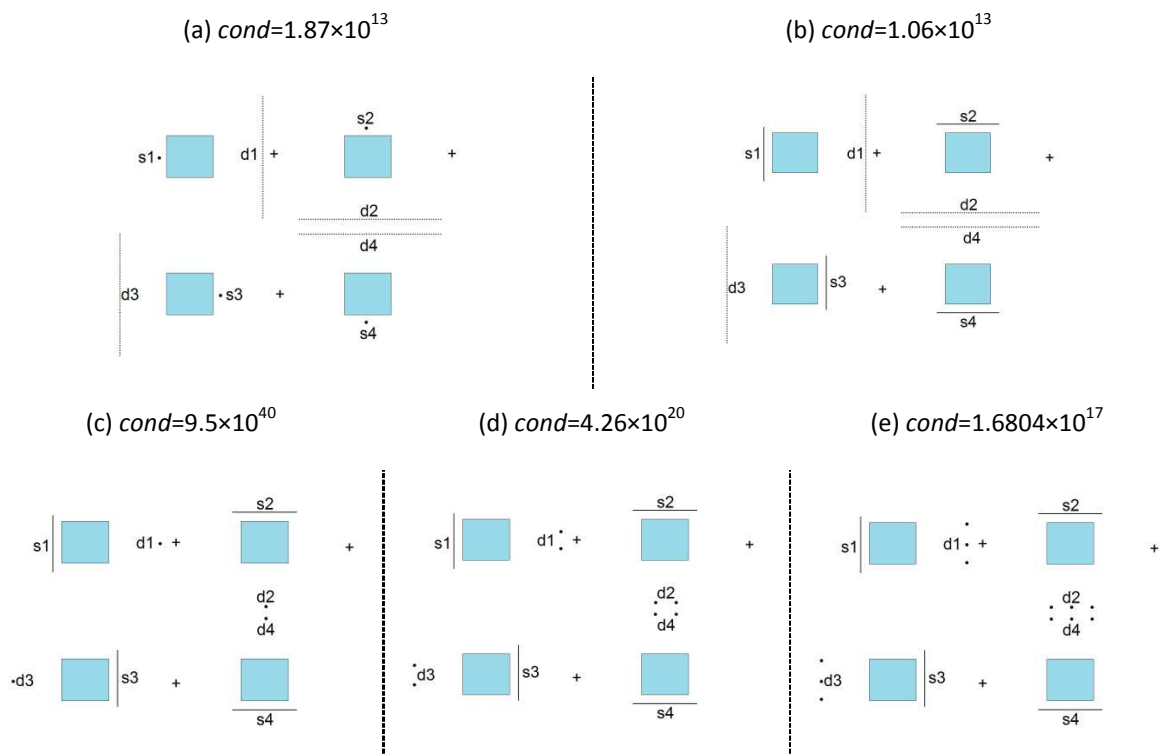 (a) cond=1.87×10^13
(b) cond=1.06×10^13
s1
d1
+
s2
+
d2
d4
d3
s3
+
s4
s1
d1
+
s2
+
d2
d4
d3
s3
+
s4
(c) cond=9.5×10^40
(d) cond=4.26×10^20
(e) cond=1.6804×10^17
s1
d1
+
s2
+
d2
d4
d3
s3
+
s4
s1
d1
+
s2
+
d2
d4
d3
s3
+
s4
s1
d1
+
s2
+
d2
d4
d3
s3
+
s4